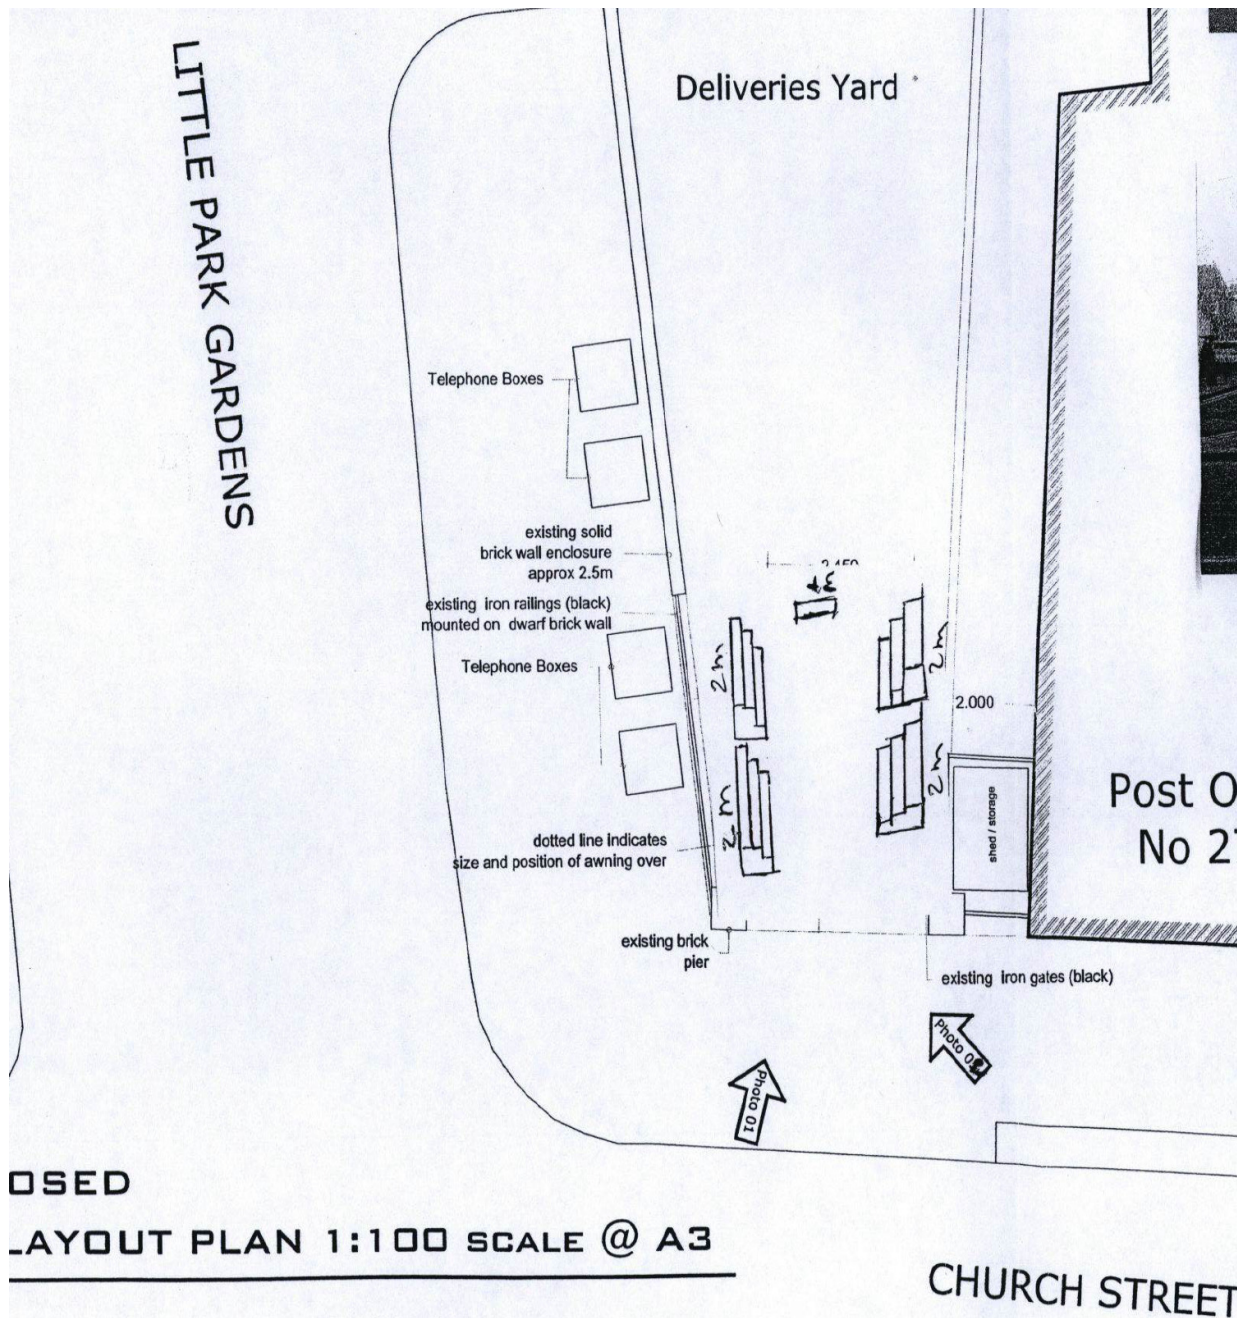 LITTLE PARK GARDENS
Deliveries Yard
Telephone Boxes
existing solid
brick wall enclosure
approx 2.5m
existing iron railings (black)
mounted on dwarf brick wall
Telephone Boxes
2m
2m
2m
2m
2.000
shed / storage
Post O
No 2
dotted line indicates
size and position of awning over
existing brick
pier
existing iron gates (black)
Photo 01
Photo
OSED
LAYOUT PLAN 1:100 SCALE @ A3
CHURCH STREET